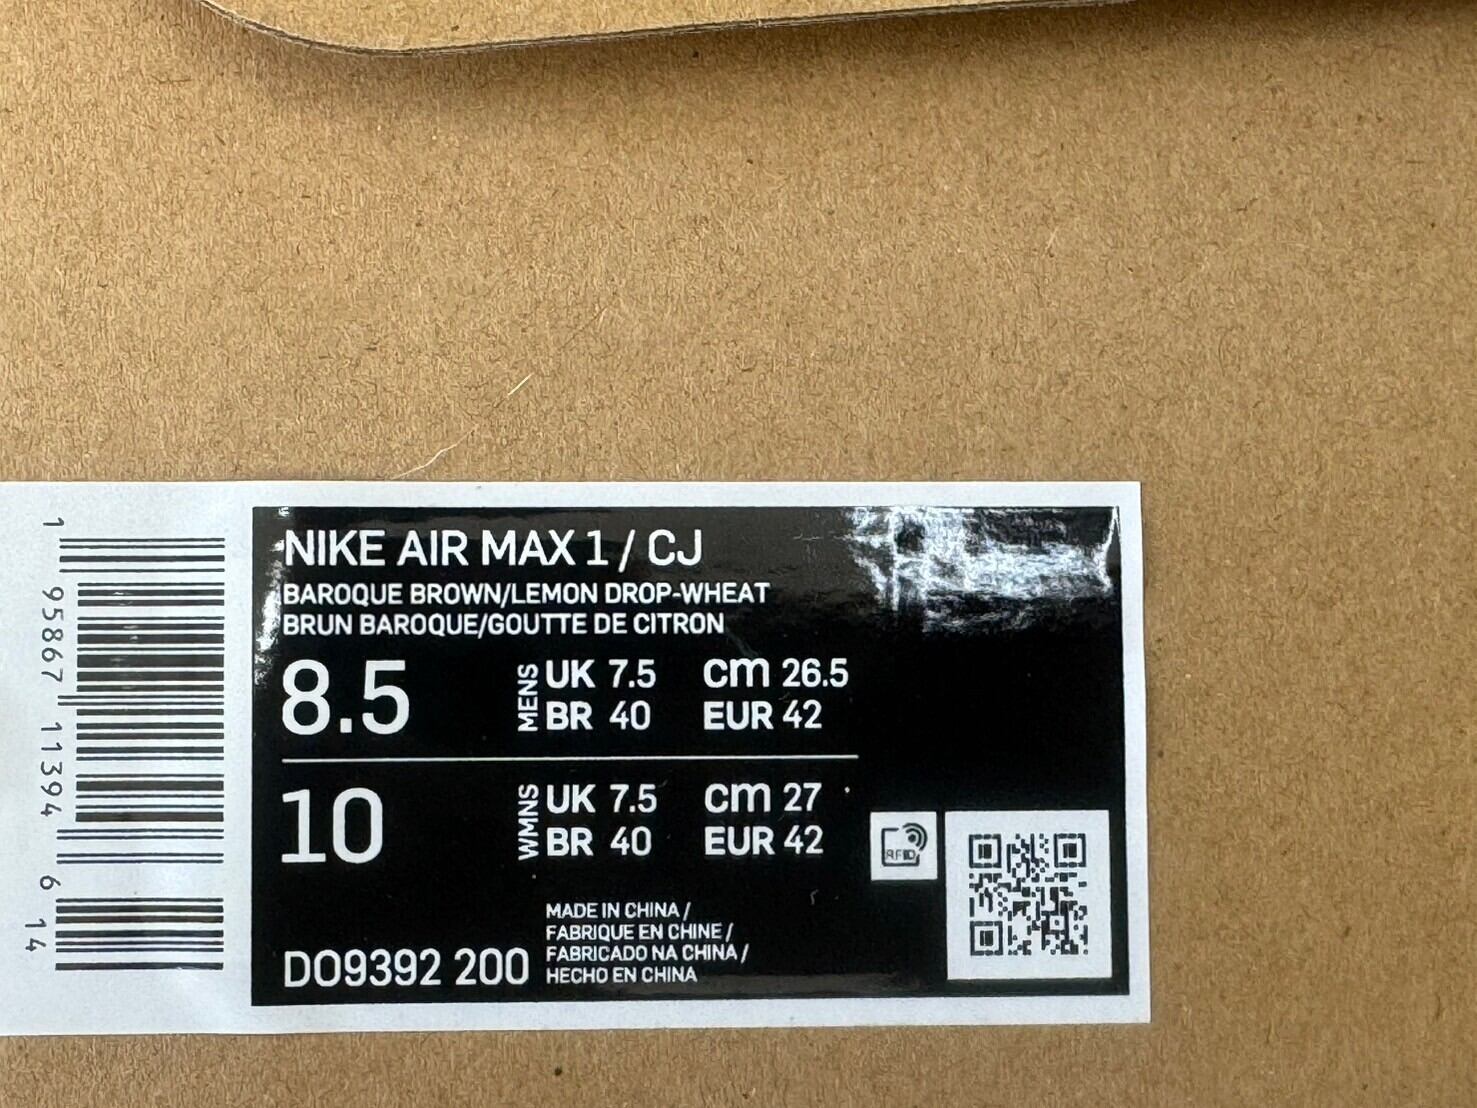 NIKE AIR MAX 1 / CJ
BAROQUE BROWN/LEMON DROP-WHEAT
BRUN BAROQUE/GOUTTE DE CITRON
8.5 MENS UK 7.5 CM 26.5
BR 40 EUR 42
10 WMNS UK 7.5 CM 27
BR 40 EUR 42
RFID
MADE IN CHINA /
FABRIQUE EN CHINE /
FABRICADO NA CHINA /
HECHO EN CHINA
DO9392 200
1 95867 11394 6 14